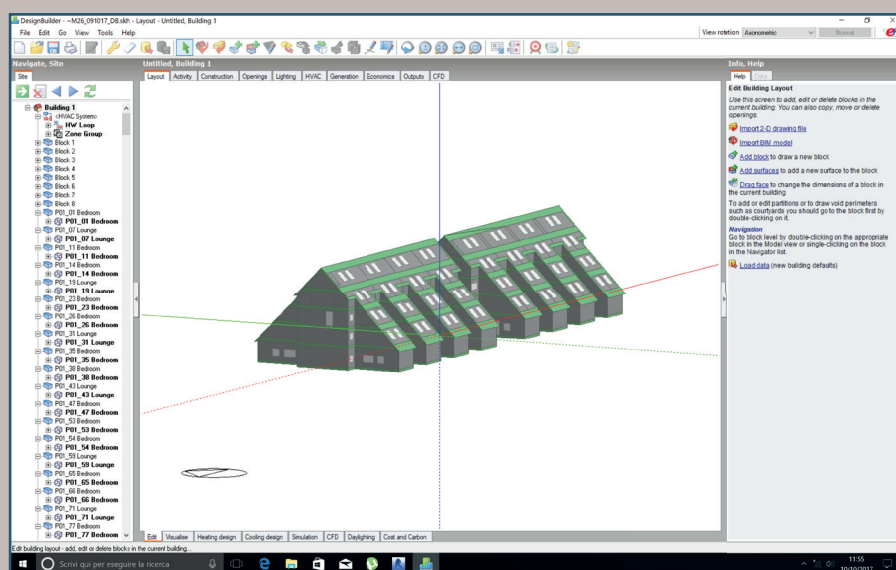 DesignBuilder - ~M26_091017_D8.skh - Layout - Untitled, Building 1
File Edit Go View Tools Help
View rotation Axonometric Normal
Navigate, Site
Untitled, Building 1
Info, Help
Site
Layout Activity Construction Openings Lighting HVAC Generation Economics Outputs CFD
Help Data
Building 1
<HVAC System>
HW Loop
Zone Group
Block 1
Block 2
Block 3
Block 4
Block 5
Block 6
Block 7
Block 8
P01_01 Bedroom
P01_01 Bedroom
P01_07 Lounge
P01_07 Lounge
P01_11 Bedroom
P01_11 Bedroom
P01_14 Bedroom
P01_14 Bedroom
P01_19 Lounge
P01_19 Lounge
P01_23 Bedroom
P01_23 Bedroom
P01_26 Bedroom
P01_26 Bedroom
P01_31 Lounge
P01_31 Lounge
P01_35 Bedroom
P01_35 Bedroom
P01_38 Bedroom
P01_38 Bedroom
P01_43 Lounge
P01_43 Lounge
P01_47 Bedroom
P01_47 Bedroom
P01_53 Bedroom
P01_53 Bedroom
P01_54 Bedroom
P01_54 Bedroom
P01_59 Lounge
P01_59 Lounge
P01_65 Bedroom
P01_65 Bedroom
P01_66 Bedroom
P01_66 Bedroom
P01_71 Lounge
P01_71 Lounge
P01_77 Bedroom
P01_77 Bedroom
Edit Building Layout
Use this screen to add, edit or delete blocks in the
current building. You can also copy, move or delete
openings.
Import 2-D drawing file
Import BIM model
Add block to draw a new block
Add surfaces to add a new surface to the block
Drag face to change the dimensions of a block in
the current building
To add or edit partitions or to draw void perimeters
such as courtyards you should go to the block first by
double-clicking on it.
Navigation
Go to block level by double-clicking on the appropriate
block in the Model view or single-clicking on the block
in the Navigator list.
Load data (new building defaults)
Edit Visualise Heating design Cooling design Simulation CFD Daylighting Cost and Carbon
Edit building layout - add, edit or delete blocks in the current building...
Scrivi qui per eseguire la ricerca
11:55
10/10/2017